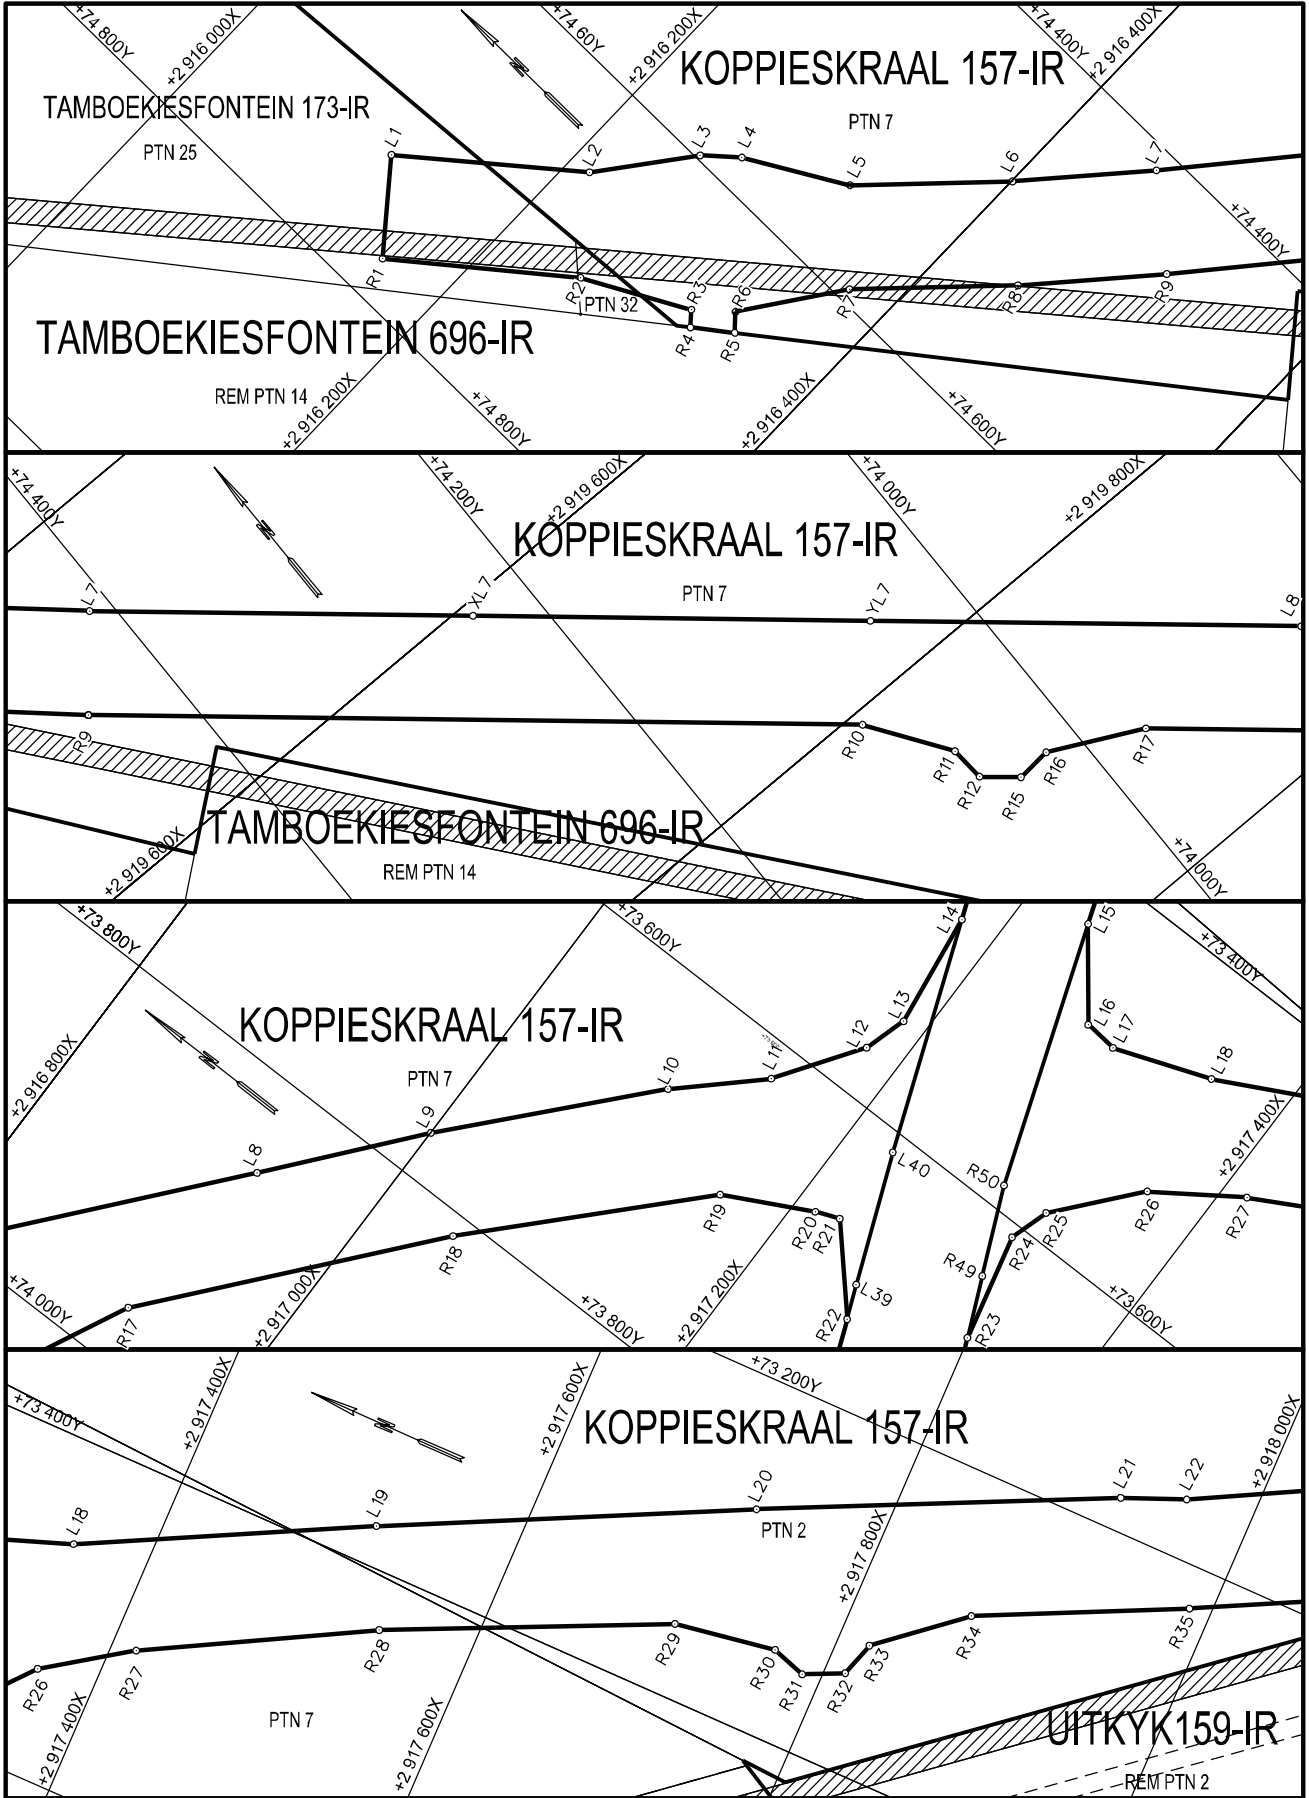 +74 800Y
+2 916 000X
+74 60Y
+2 916 200X
+74 400Y
+2 916 400X
N
KOPPIESKRAAL 157-IR
PTN 7
TAMBOEKIESFONTEIN 173-IR
PTN 25
L1
L2
L3
L4
L5
L6
L7
+74 400Y
R1
R2
R3
R6
R7
R8
R9
PTN 32
R4
R5
TAMBOEKIESFONTEIN 696-IR
REM PTN 14
+2 916 200X
+74 800Y
+2 916 400X
+74 600Y
+74 400Y
+74 200Y
+2 919 600X
+74 000Y
+2 919 800X
N
KOPPIESKRAAL 157-IR
PTN 7
L7
XL7
YL7
L8
R9
R10
R11
R12
R15
R16
R17
TAMBOEKIESFONTEIN 696-IR
REM PTN 14
+2 919 600X
+74 000Y
+73 800Y
+73 600Y
L14
L15
+73 400Y
N
KOPPIESKRAAL 157-IR
PTN 7
+2 916 800X
L8
L9
L10
L11
L12
L13
L16
L17
L18
L40
R50
+2 917 400X
R17
R18
R19
R20
R21
R22
L39
R49
R23
R24
R25
R26
R27
+74 000Y
+2 917 000X
+73 800Y
+2 917 200X
+73 600Y
+73 400Y
+2 917 400X
+2 917 600X
+73 200Y
N
KOPPIESKRAAL 157-IR
+2 918 000X
L18
L19
L20
L21
L22
PTN 2
+2 917 800X
R26
R27
R28
R29
R30
R31
R32
R33
R34
R35
+2 917 400X
PTN 7
+2 917 600X
UITKYK159-IR
REM PTN 2